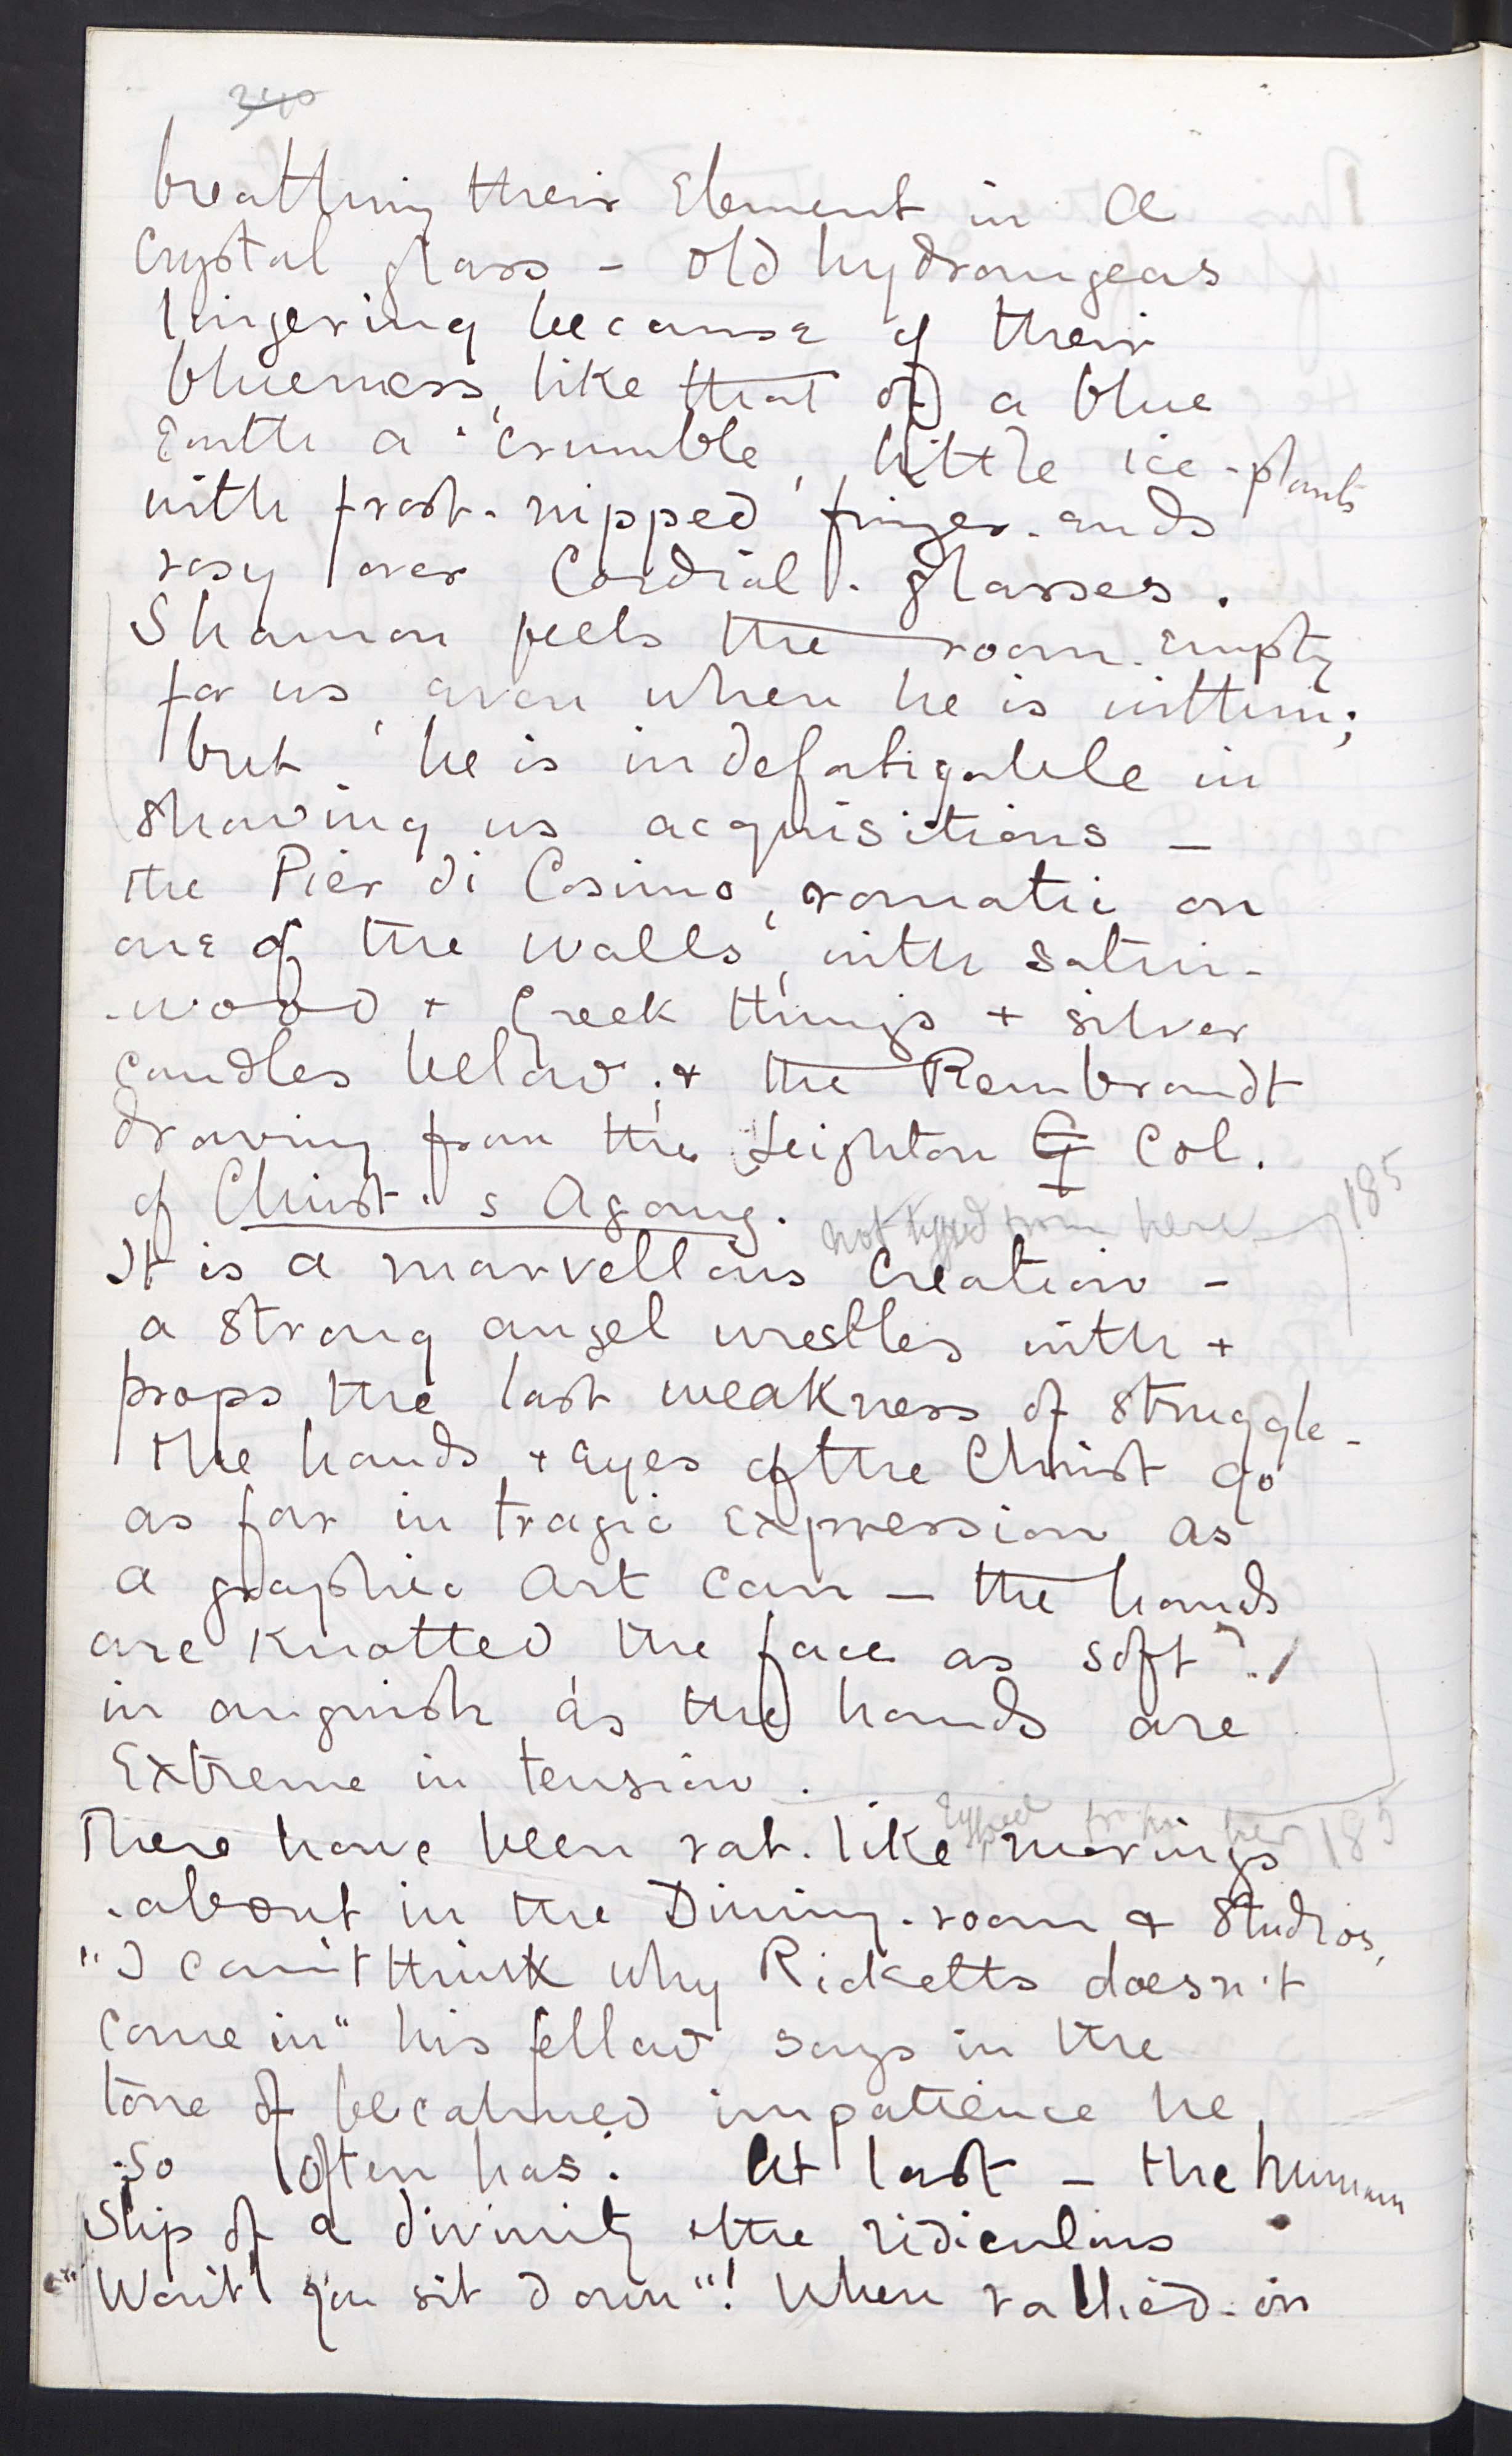 240
breathing their Element in a
Crystal glass - old hydrangeas
lingering because of their
blueness, like that of a blue
Earth a-crumble, little ice-plants
with frost-nipped finger-ends
rosy over Cordial-glasses.
Shannon feels the room empty
for us, even when he is within;
but he is indefatigable in
showing us acquisitions -
the Pier di Cosimo, romatic on
one of the walls, with satin-
-wood + Greek things + silver
candles below; + the Rembrandt
drawing from the Leighton G Col.
of Christ's Agony.
not typed from here 185
It is a marvellous Creation -
a strong angel wrestles with +
props the last weakness of struggle -
the hands + eyes of the Christ go
as far in tragic expression as
a graphic art can - the hands
are knotted, the face as soft ?/
in anguish as the hands are
Extreme in tension.
typed from here 185
There have been rat-like movings
-about in the Dining-room + Studios,
"I can't think why Ricketts doesn't
come in" his fellow says in the
tone of becalmed impatience he
so often has. At last - the human
slip of a divinity + the ridiculous
"Won't you sit down"! When rallied on